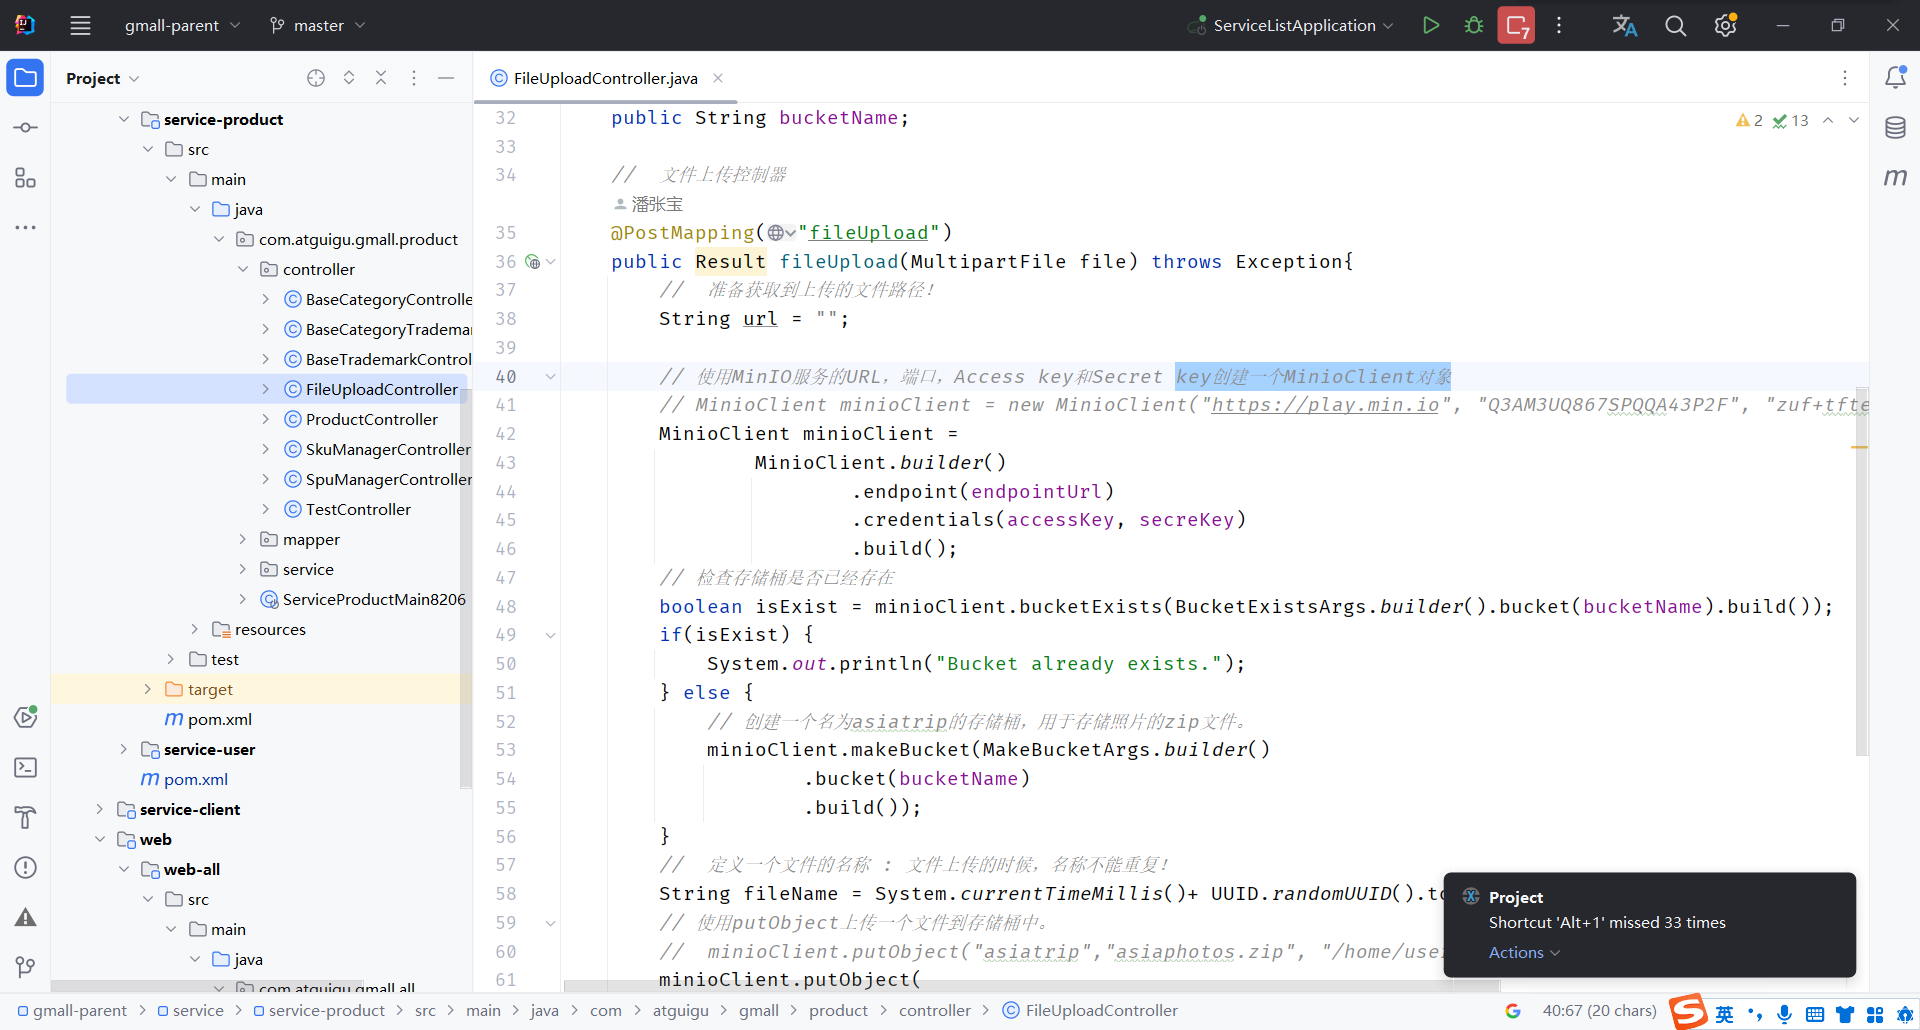 gmall-parent
master
ServiceListApplication
7
Project
FileUploadController.java
service-product
src
main
java
com.atguigu.gmall.product
controller
BaseCategoryControlle
BaseCategoryTradema
BaseTrademarkControl
FileUploadController
ProductController
SkuManagerController
SpuManagerController
TestController
mapper
service
ServiceProductMain8206
resources
test
target
pom.xml
service-user
pom.xml
service-client
web
web-all
src
main
java
com.atguigu.gmall.all
2
13
32 public String bucketName;
33
34 //  文件上传控制器
潘张宝
35 @PostMapping("fileUpload")
36 public Result fileUpload(MultipartFile file) throws Exception{
37 //  准备获取到上传的文件路径!
38 String url = "";
39
40 // 使用MinIO服务的URL，端口，Access key和Secret key创建一个MinioClient对象
41 // MinioClient minioClient = new MinioClient("https://play.min.io", "Q3AM3UQ867SPQQA43P2F", "zuf+tfte
42 MinioClient minioClient =
43 MinioClient.builder()
44 .endpoint(endpointUrl)
45 .credentials(accessKey, secreKey)
46 .build();
47 // 检查存储桶是否已经存在
48 boolean isExist = minioClient.bucketExists(BucketExistsArgs.builder().bucket(bucketName).build());
49 if(isExist) {
50 System.out.println("Bucket already exists.");
51 } else {
52 // 创建一个名为asiatrip的存储桶，用于存储照片的zip文件。
53 minioClient.makeBucket(MakeBucketArgs.builder()
54 .bucket(bucketName)
55 .build());
56 }
57 //  定义一个文件的名称 : 文件上传的时候，名称不能重复!
58 String fileName = System.currentTimeMillis()+ UUID.randomUUID().to
59 // 使用putObject上传一个文件到存储桶中。
60 //  minioClient.putObject("asiatrip","asiaphotos.zip", "/home/use
61 minioClient.putObject(
Project
Shortcut 'Alt+1' missed 33 times
Actions
gmall-parent > service > service-product > src > main > java > com > atguigu > gmall > product > controller > FileUploadController
40:67 (20 chars)
英